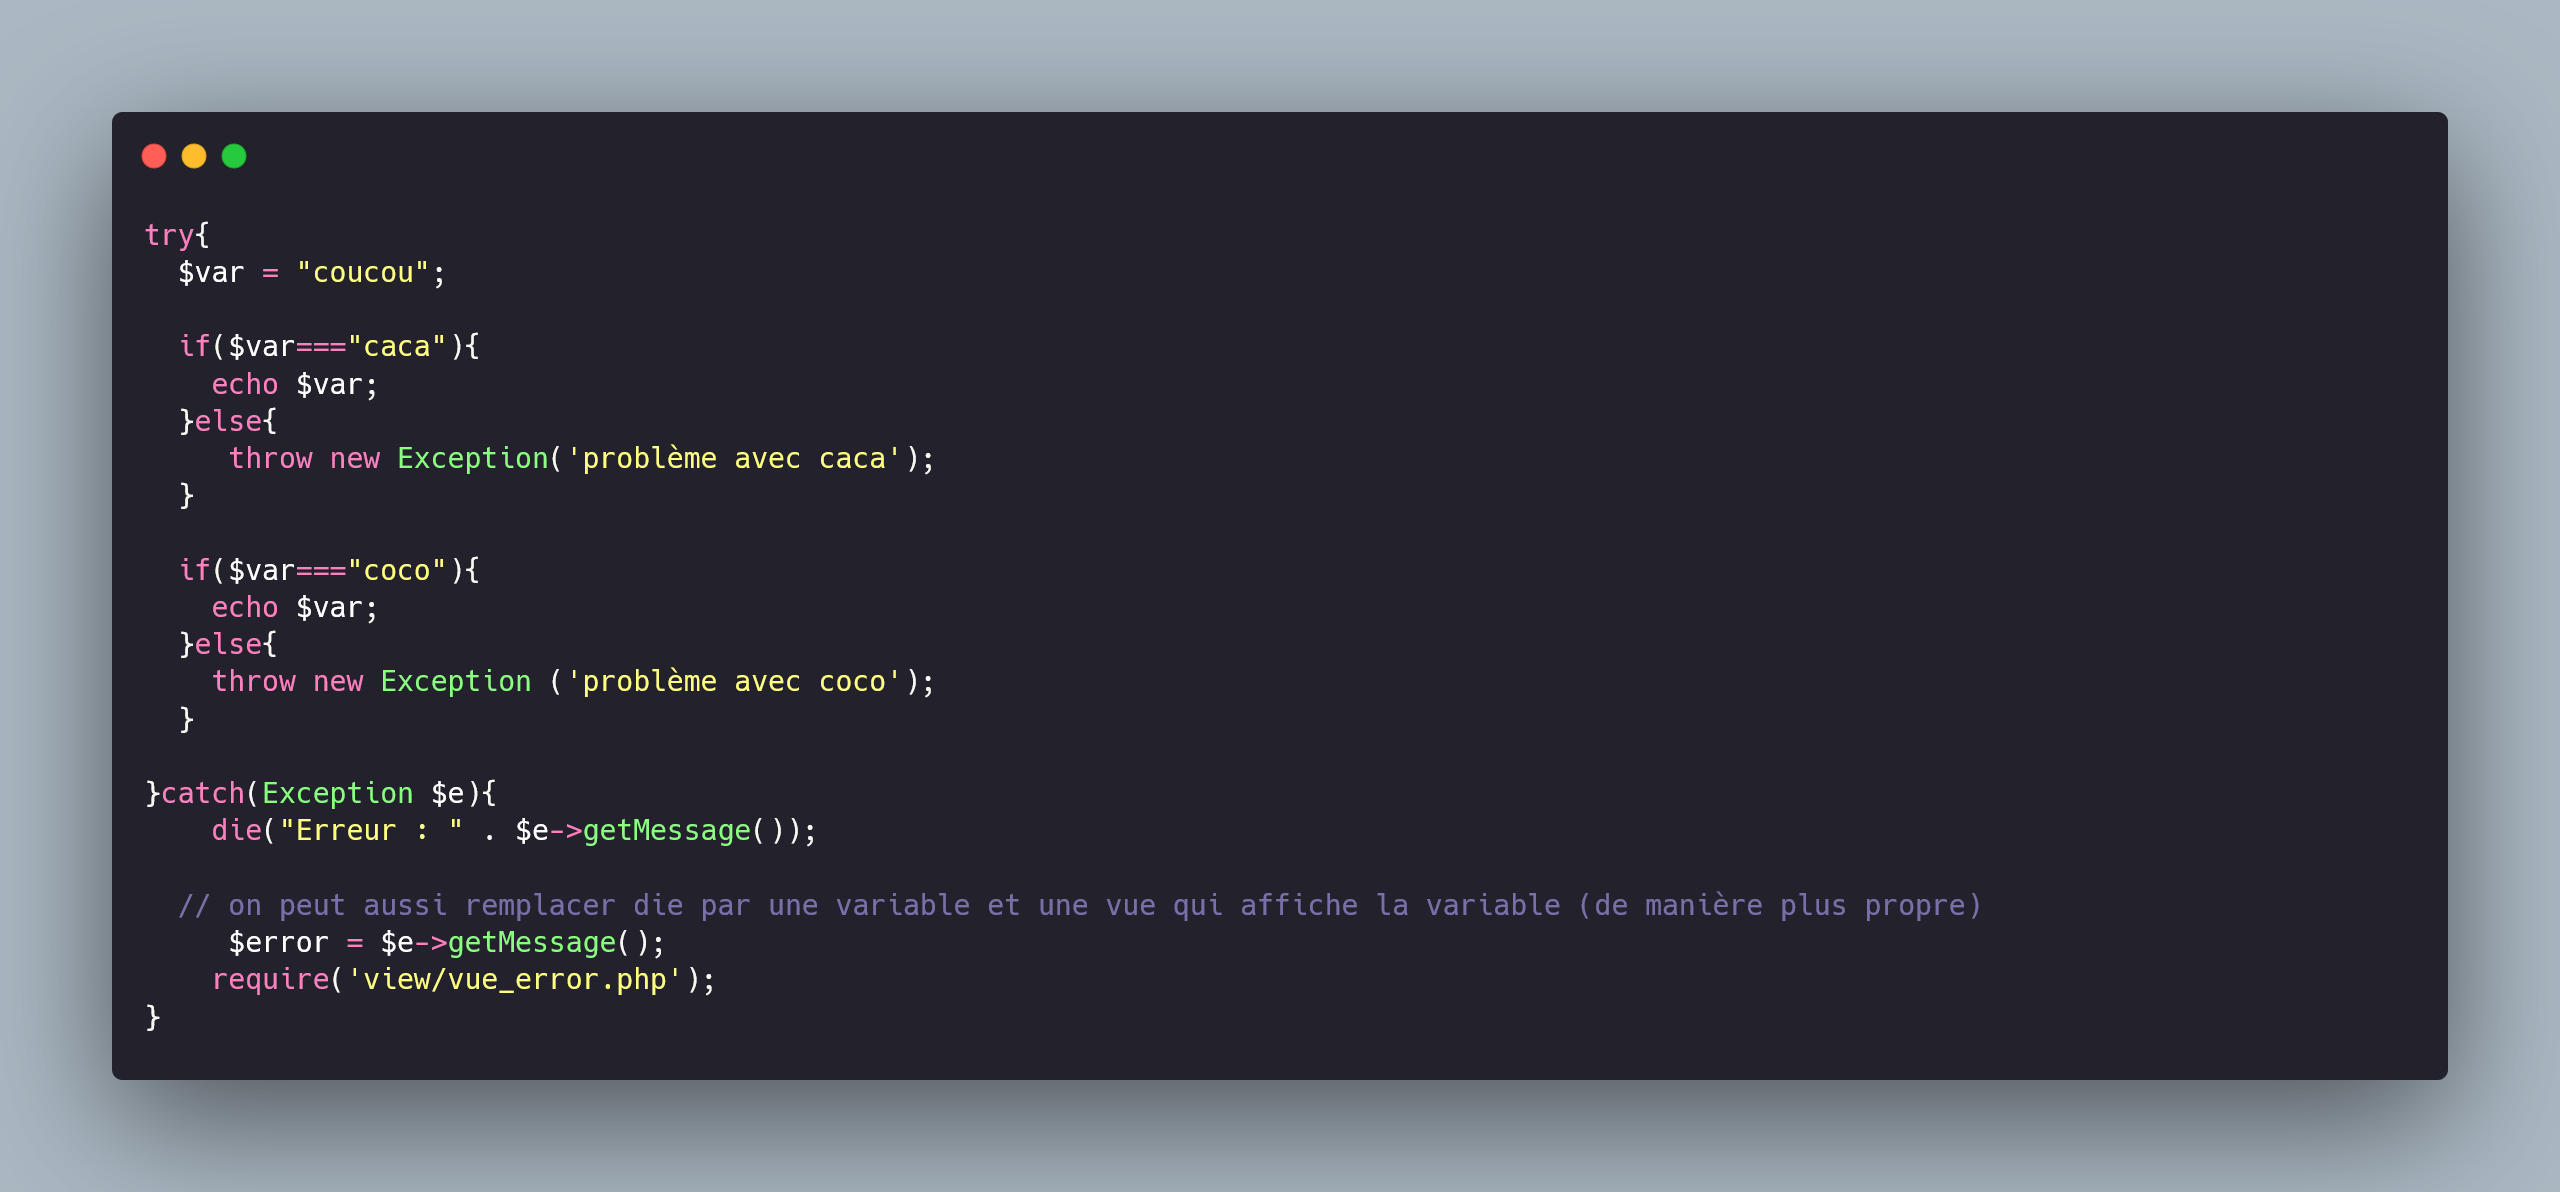 try{
  $var = "coucou";

  if($var==="caca"){
    echo $var;
  }else{
     throw new Exception('problème avec caca');
  }

  if($var==="coco"){
    echo $var;
  }else{
    throw new Exception ('problème avec coco');
  }

}catch(Exception $e){
    die("Erreur : " . $e->getMessage());

  // on peut aussi remplacer die par une variable et une vue qui affiche la variable (de manière plus propre)
     $error = $e->getMessage();
    require('view/vue_error.php');
}